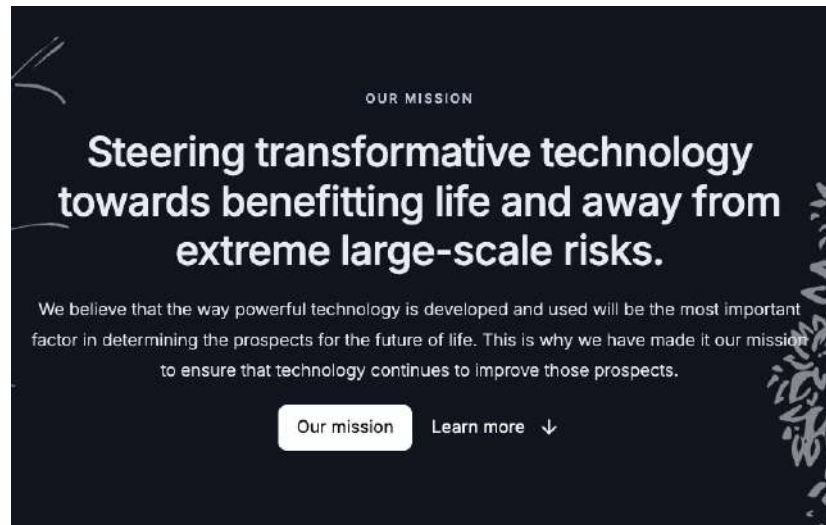 OUR MISSION
Steering transformative technology
towards benefitting life and away from
extreme large-scale risks.
We believe that the way powerful technology is developed and used will be the most important
factor in determining the prospects for the future of life. This is why we have made it our mission
to ensure that technology continues to improve those prospects.
Our mission Learn more ↓